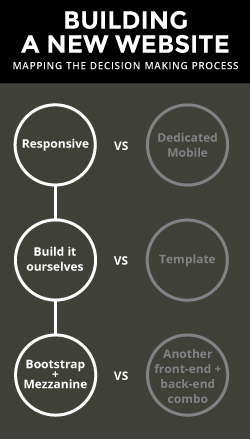 BUILDING
A NEW WEBSITE
MAPPING THE DECISION MAKING PROCESS
Responsive
VS
Dedicated
Mobile
Build it
ourselves
VS
Template
Bootstrap
+
Mezzanine
VS
Another
front-end +
back-end
combo